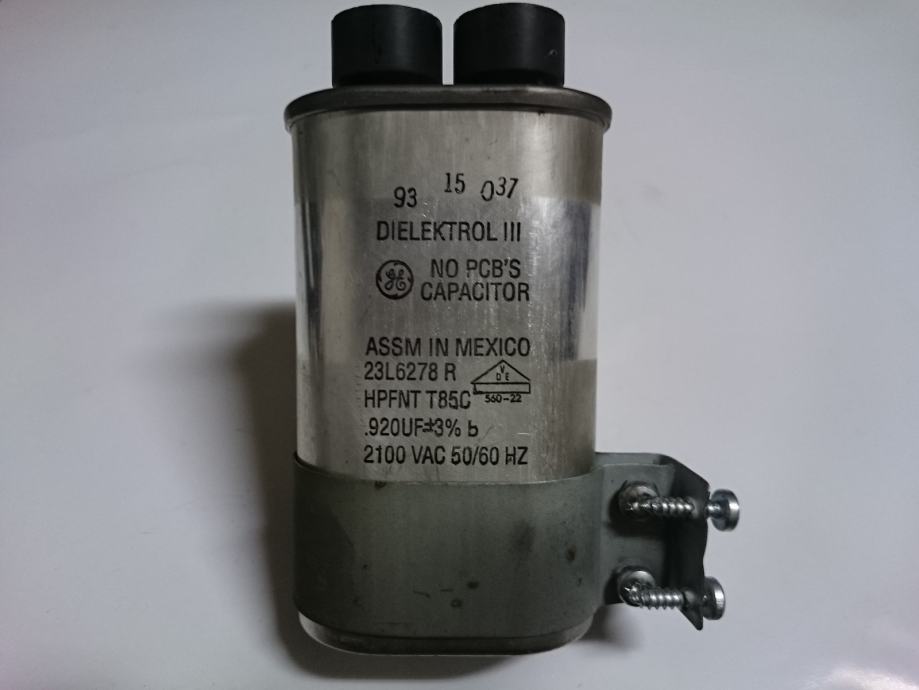 93 15 037
DIELEKTROL III
GE NO PCB'S
CAPACITOR
ASSM IN MEXICO
23L6278 R
VDE
HPFNT T85C
560-22
.920UF±3% b
2100 VAC 50/60 HZ